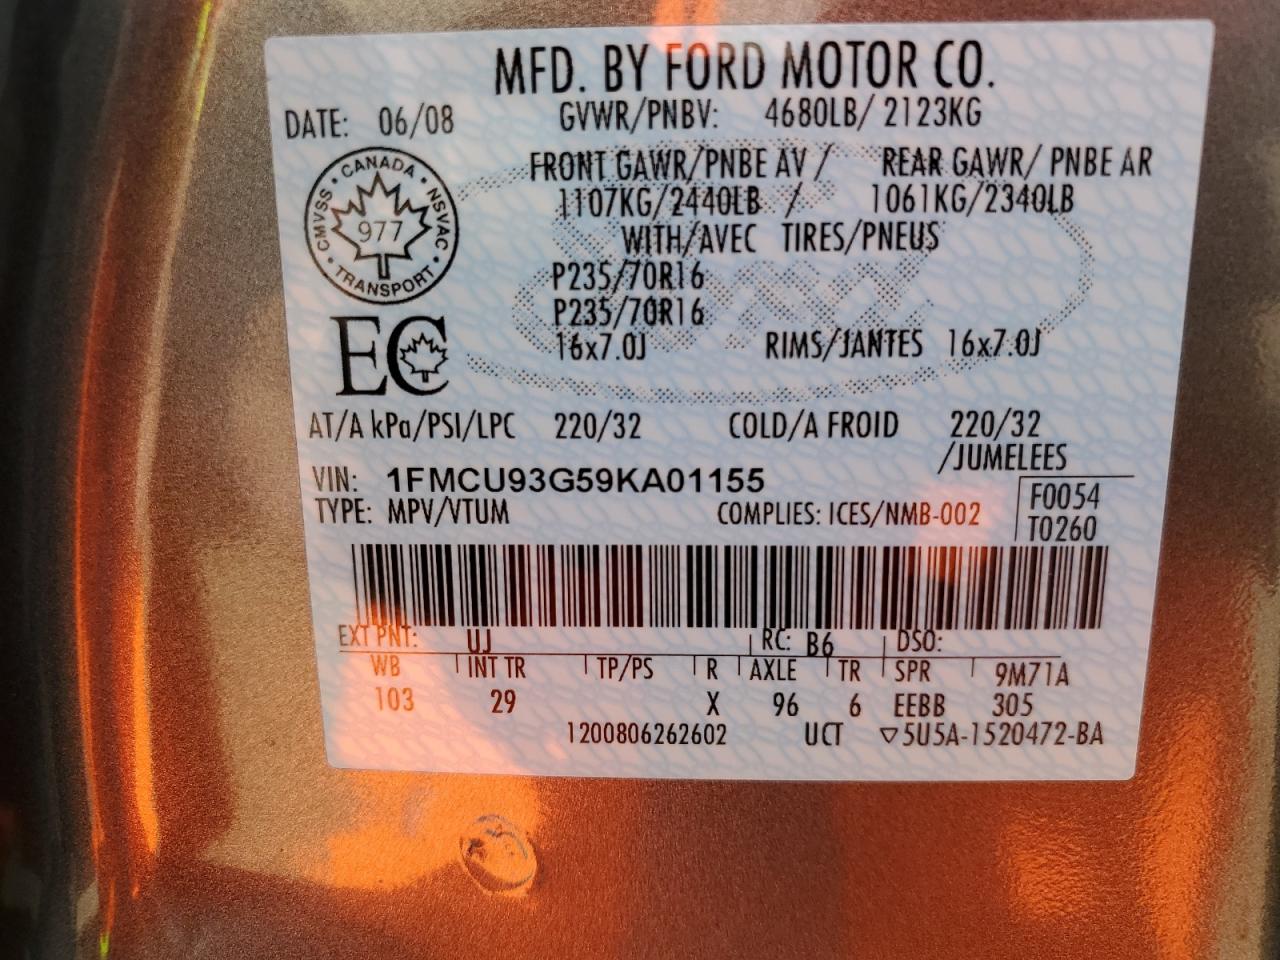 MFD. BY FORD MOTOR CO.
DATE: 06/08 GVWR/PNBV: 4680LB/ 2123KG
CANADA
CMVSS NSVAC
977
TRANSPORT
FRONT GAWR/PNBE AV / REAR GAWR/ PNBE AR
1107KG/2440LB / 1061KG/2340LB
WITH/AVEC TIRES/PNEUS
P235/70R16
P235/70R16
16x7.0J RIMS/JANTES 16x7.0J
EC
AT/A kPa/PSI/LPC 220/32 COLD/A FROID 220/32
/JUMELEES
VIN: 1FMCU93G59KA01155
TYPE: MPV/VTUM COMPLIES: ICES/NMB-002
F0054
T0260
EXT PNT: UJ RC: B6 DSO:
WB INT TR TP/PS R AXLE TR SPR 9M71A
103 29 X 96 6 EEBB 305
1200806262602 UCT ▽5U5A-1520472-BA